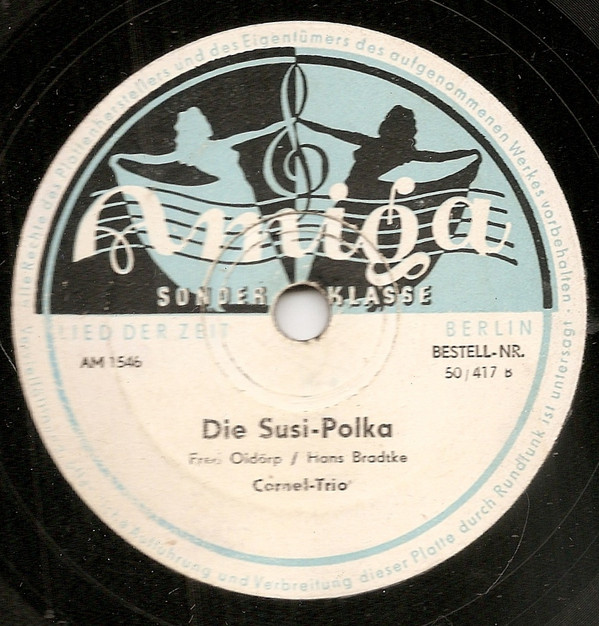 alle Rechte des Plattenherstellers und des Eigentümers des aufgenommenen Werkes vorbehalten
Amiga
SONDER KLASSE
LIED DER ZEIT
BERLIN
AM 1546
BESTELL-NR.
50/417 B
Die Susi-Polka
Fred Oldörp / Hans Bradtke
Cornel-Trio
Aufführung und Verbreitung dieser Platte durch Rundfunk ist untersagt